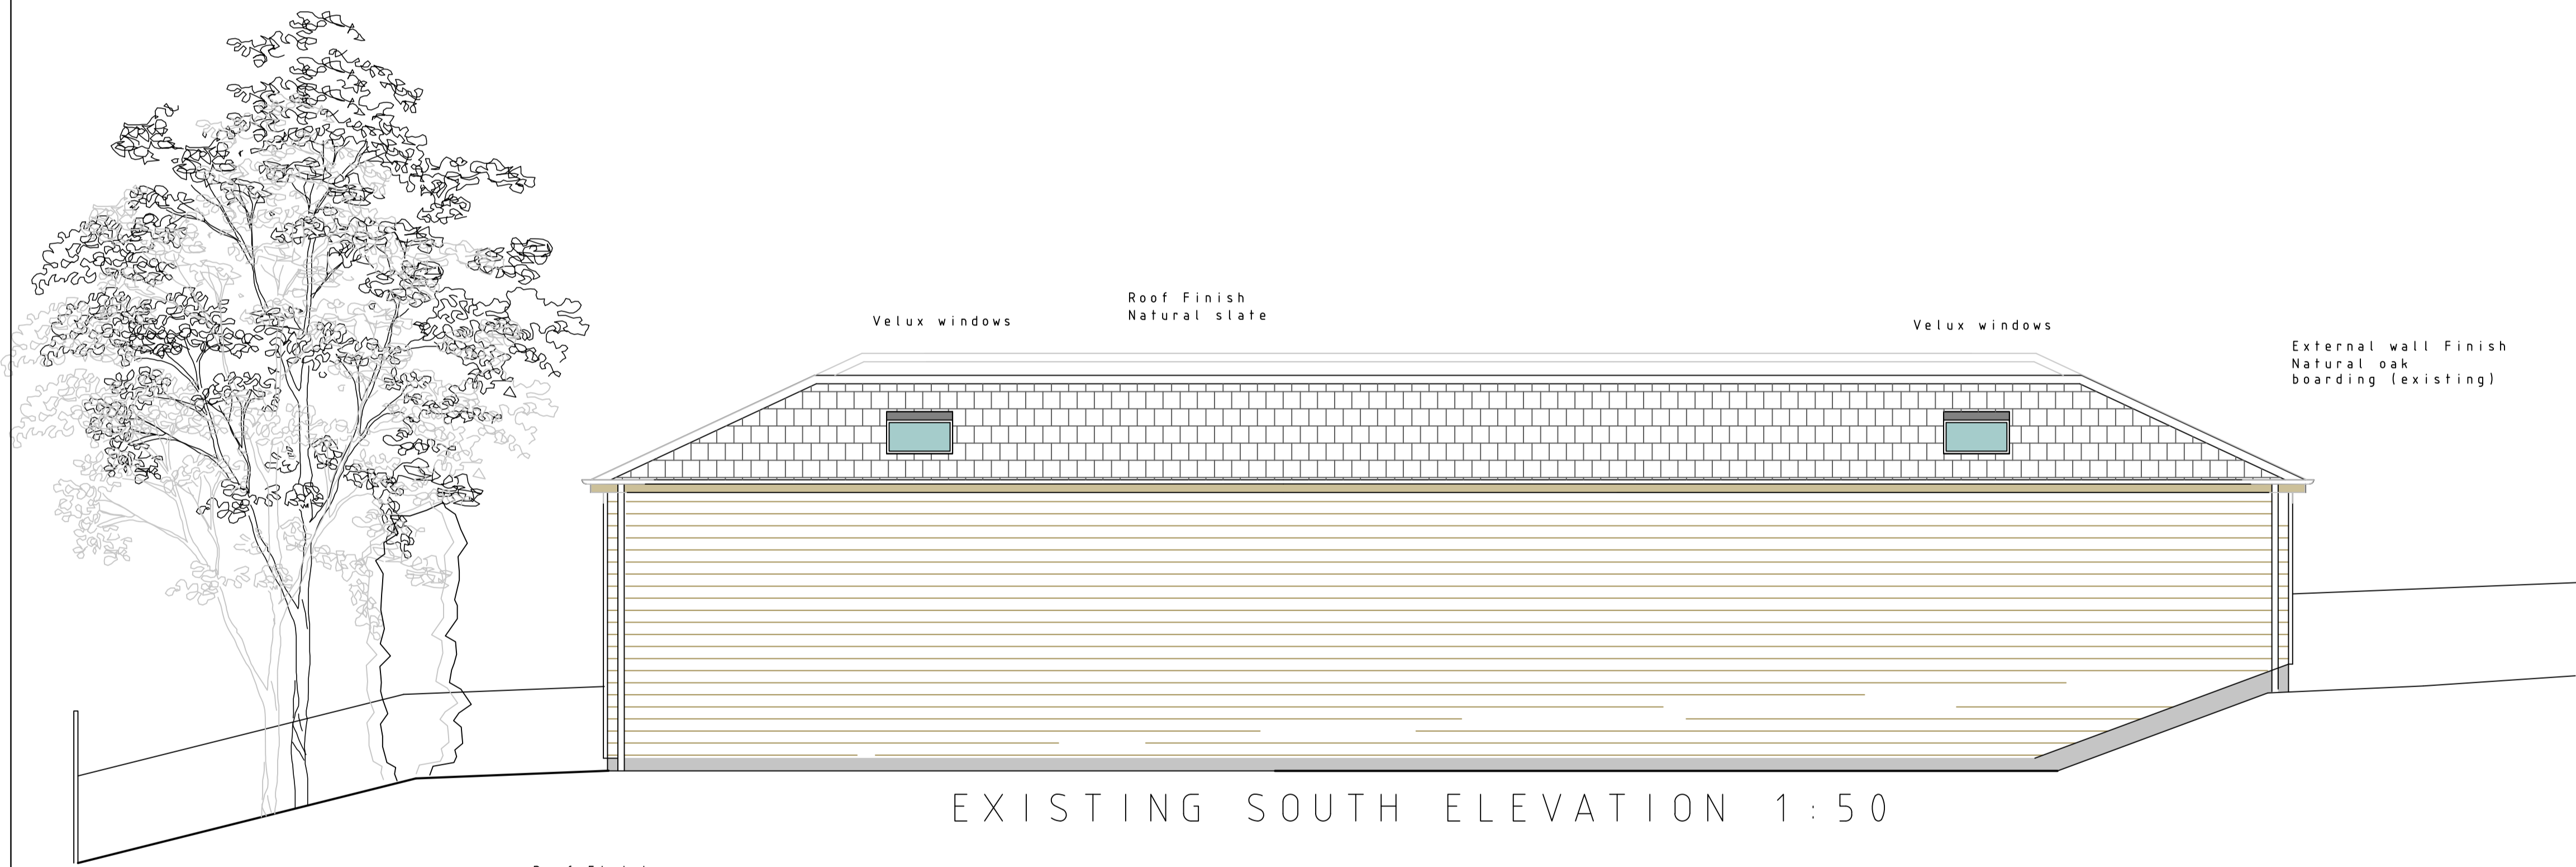 Roof Finish
Natural slate
Velux windows
Velux windows
External wall Finish
Natural oak
boarding (existing)
EXISTING SOUTH ELEVATION 1:50